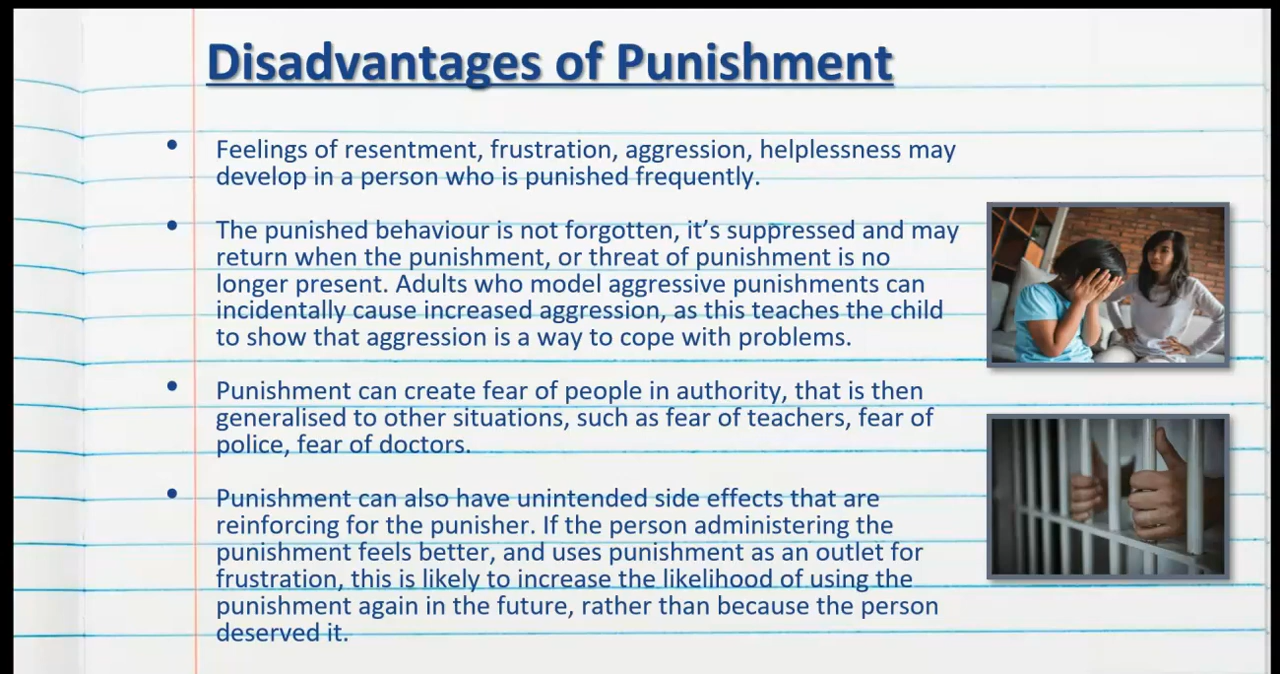 Disadvantages of Punishment
• Feelings of resentment, frustration, aggression, helplessness may
develop in a person who is punished frequently.
• The punished behaviour is not forgotten, it’s suppressed and may
return when the punishment, or threat of punishment is no
longer present. Adults who model aggressive punishments can
incidentally cause increased aggression, as this teaches the child
to show that aggression is a way to cope with problems.
• Punishment can create fear of people in authority, that is then
generalised to other situations, such as fear of teachers, fear of
police, fear of doctors.
• Punishment can also have unintended side effects that are
reinforcing for the punisher. If the person administering the
punishment feels better, and uses punishment as an outlet for
frustration, this is likely to increase the likelihood of using the
punishment again in the future, rather than because the person
deserved it.